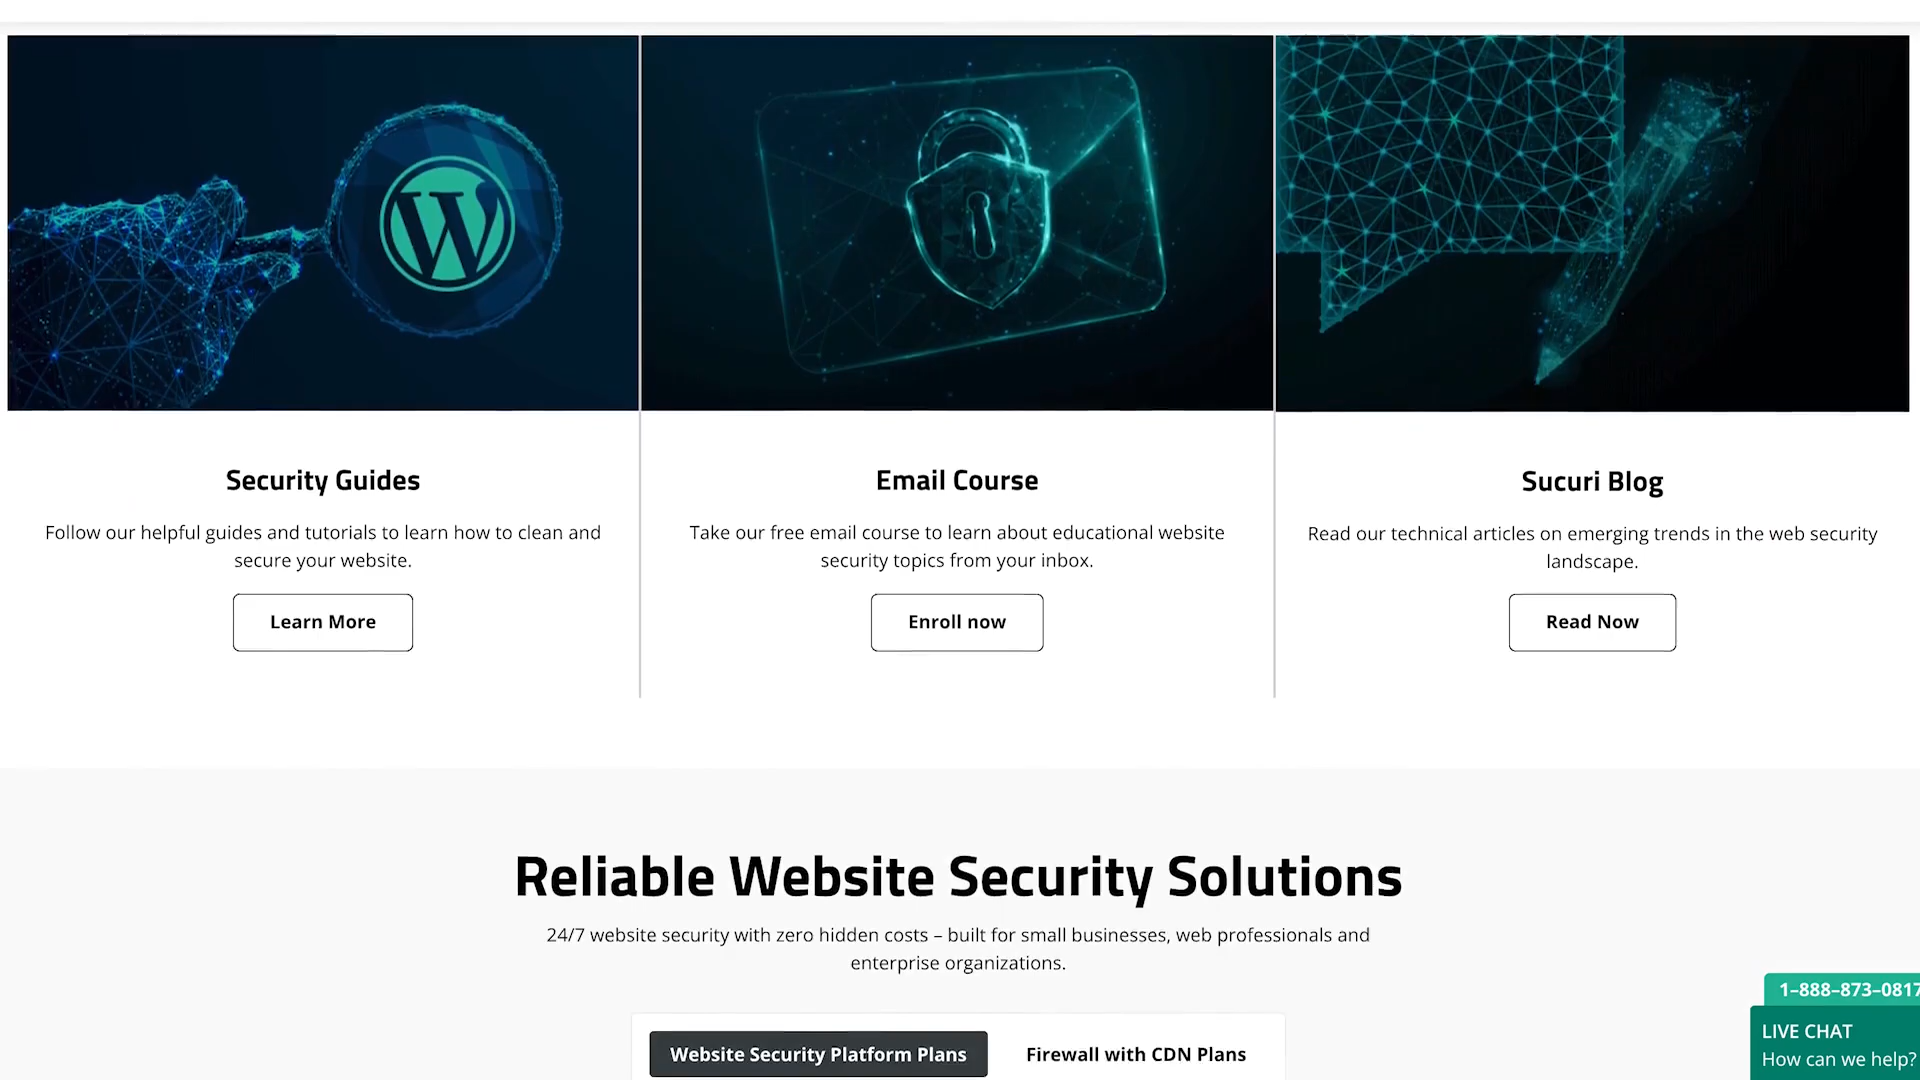 Security Guides
Follow our helpful guides and tutorials to learn how to clean and
secure your website.
Learn More
Email Course
Take our free email course to learn about educational website
security topics from your inbox.
Enroll now
Sucuri Blog
Read our technical articles on emerging trends in the web security
landscape.
Read Now
Reliable Website Security Solutions
24/7 website security with zero hidden costs – built for small businesses, web professionals and
enterprise organizations.
Website Security Platform Plans
Firewall with CDN Plans
1–888–873–0817
LIVE CHAT
How can we help?